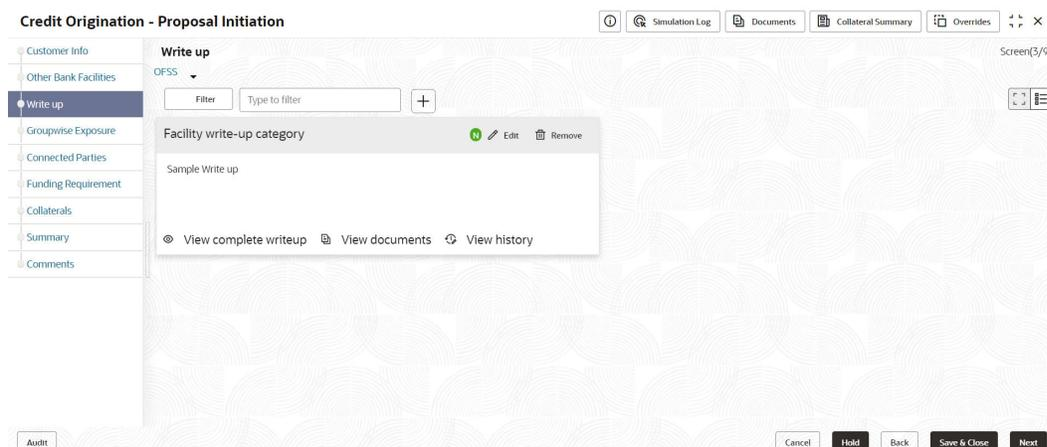 Credit Origination - Proposal Initiation
Simulation Log
Documents
Collateral Summary
Overrides
Customer Info
Other Bank Facilities
Write up
Groupwise Exposure
Connected Parties
Funding Requirement
Collaterals
Summary
Comments
Write up
Screen(3/9
OFSS
Filter
Type to filter
Facility write-up category
N
Edit
Remove
Sample Write up
View complete writeup
View documents
View history
Audit
Cancel
Hold
Back
Save & Close
Next